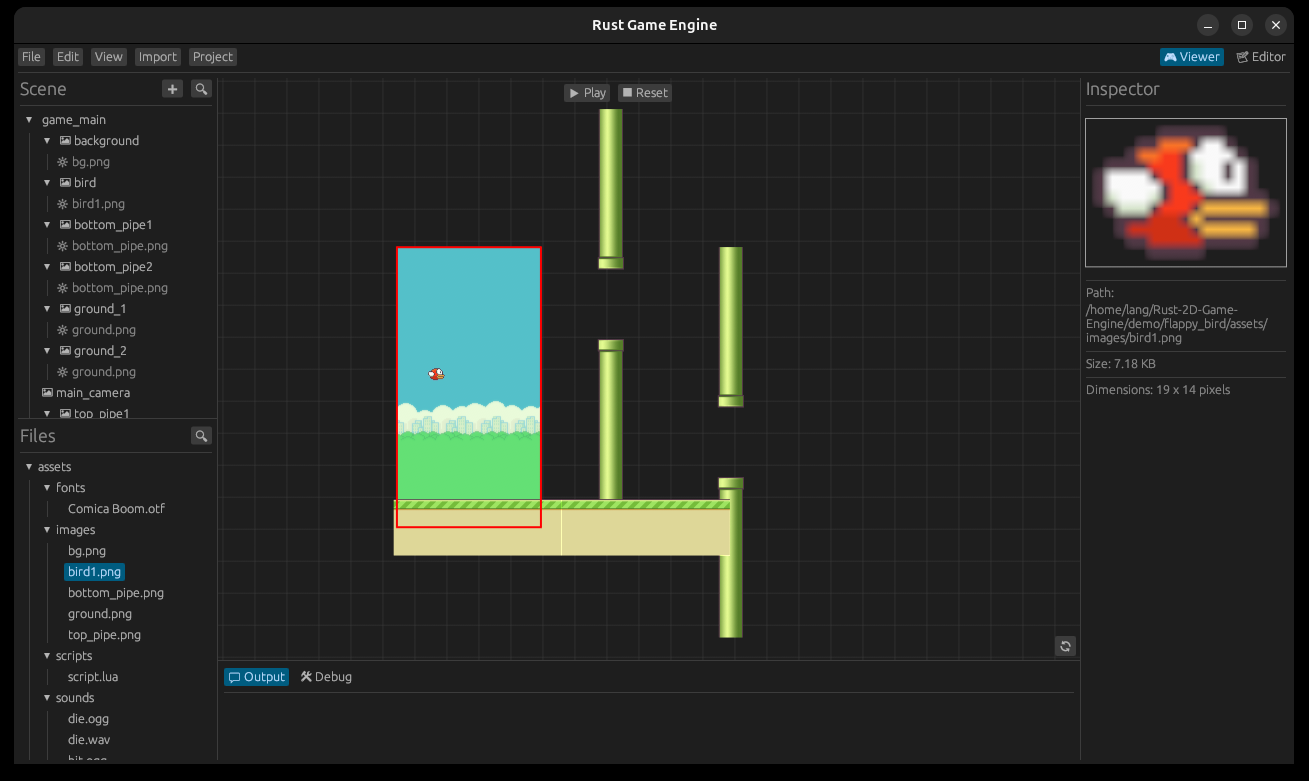 Rust Game Engine
File Edit View Import Project
Viewer Editor
Scene
game_main
background
bg.png
bird
bird1.png
bottom_pipe1
bottom_pipe.png
bottom_pipe2
bottom_pipe.png
ground_1
ground.png
ground_2
ground.png
main_camera
top_pipe1
Files
assets
fonts
Comica Boom.otf
images
bg.png
bird1.png
bottom_pipe.png
ground.png
top_pipe.png
scripts
script.lua
sounds
die.ogg
die.wav
hit.ogg
Play Reset
Output Debug
Inspector
Path:
/home/lang/Rust-2D-Game-
Engine/demo/flappy_bird/assets/
images/bird1.png
Size: 7.18 KB
Dimensions: 19 x 14 pixels